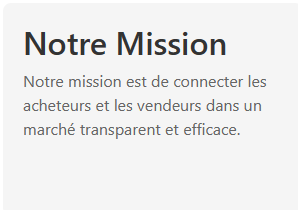 Notre Mission
Notre mission est de connecter les
acheteurs et les vendeurs dans un
marché transparent et efficace.